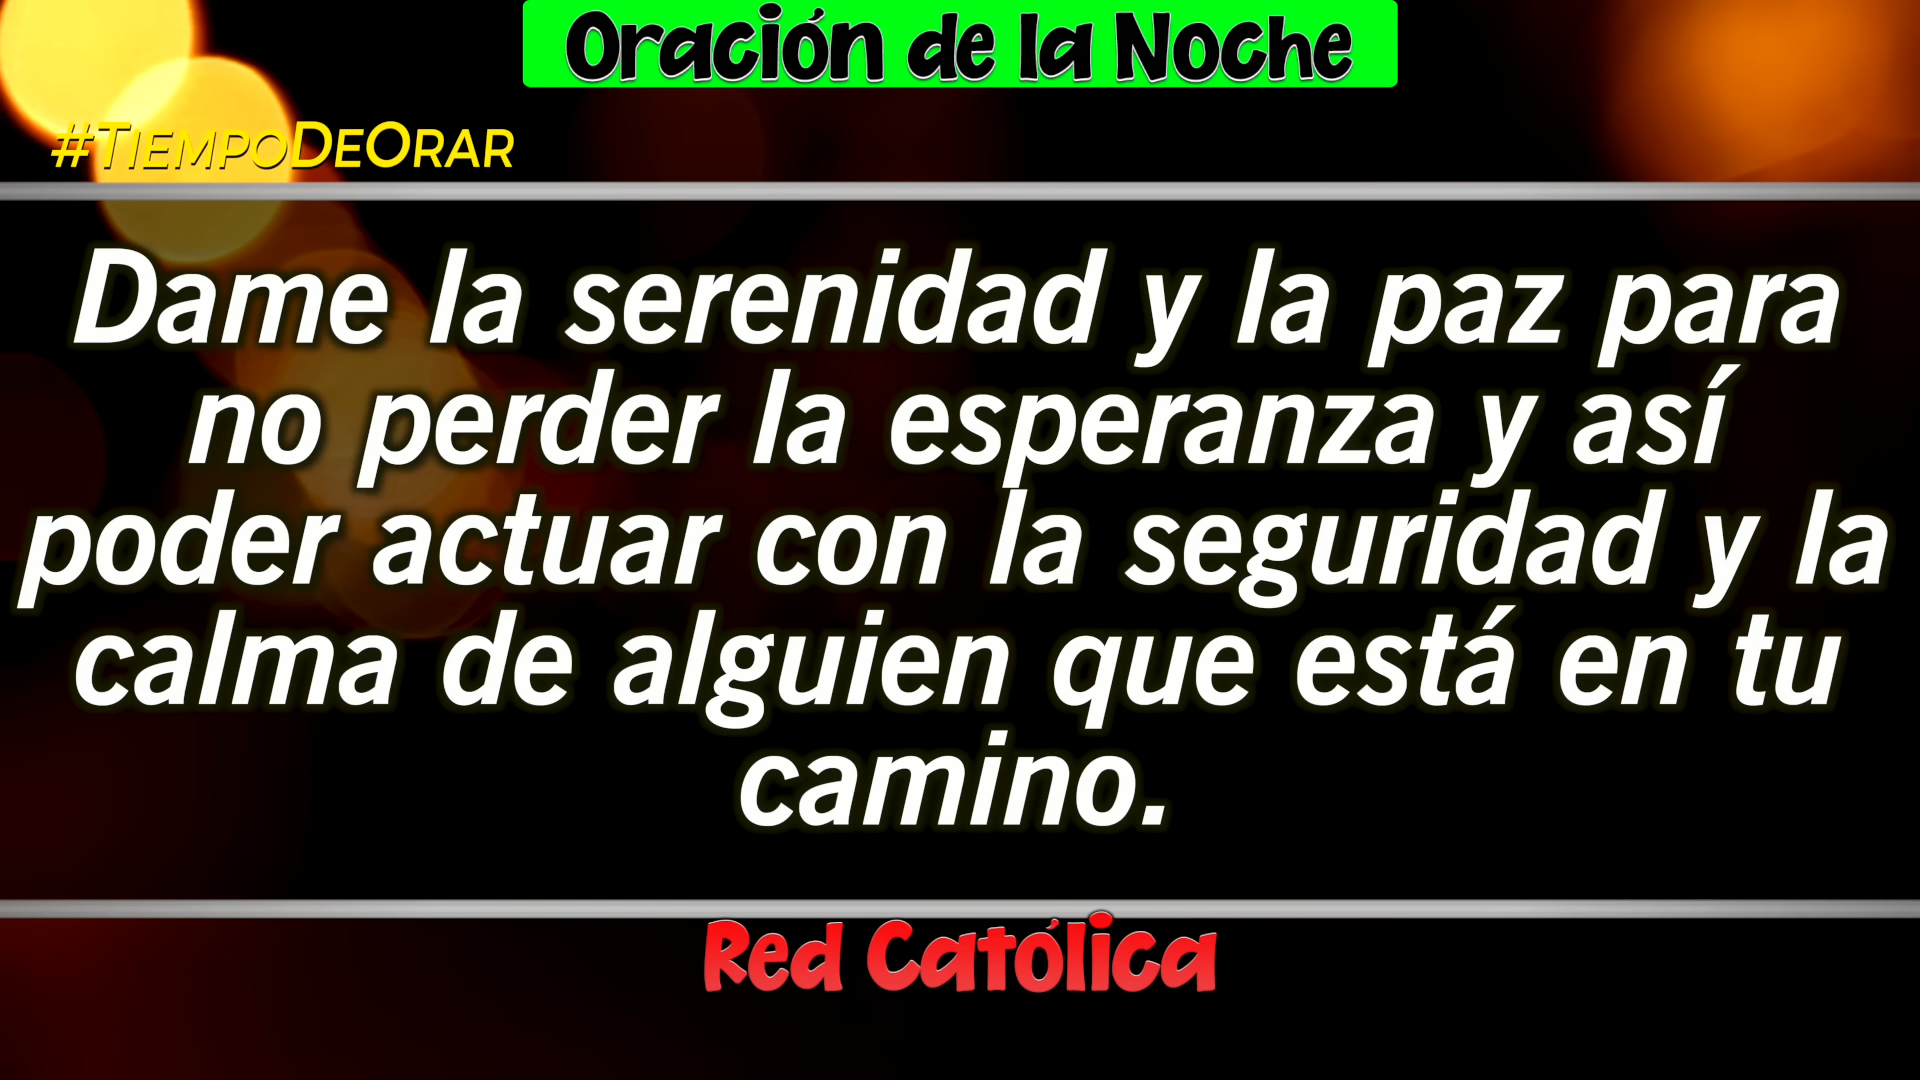 Oración de la Noche
#TiempoDeOrar
Dame la serenidad y la paz para
no perder la esperanza y así
poder actuar con la seguridad y la
calma de alguien que está en tu
camino.
Red Católica